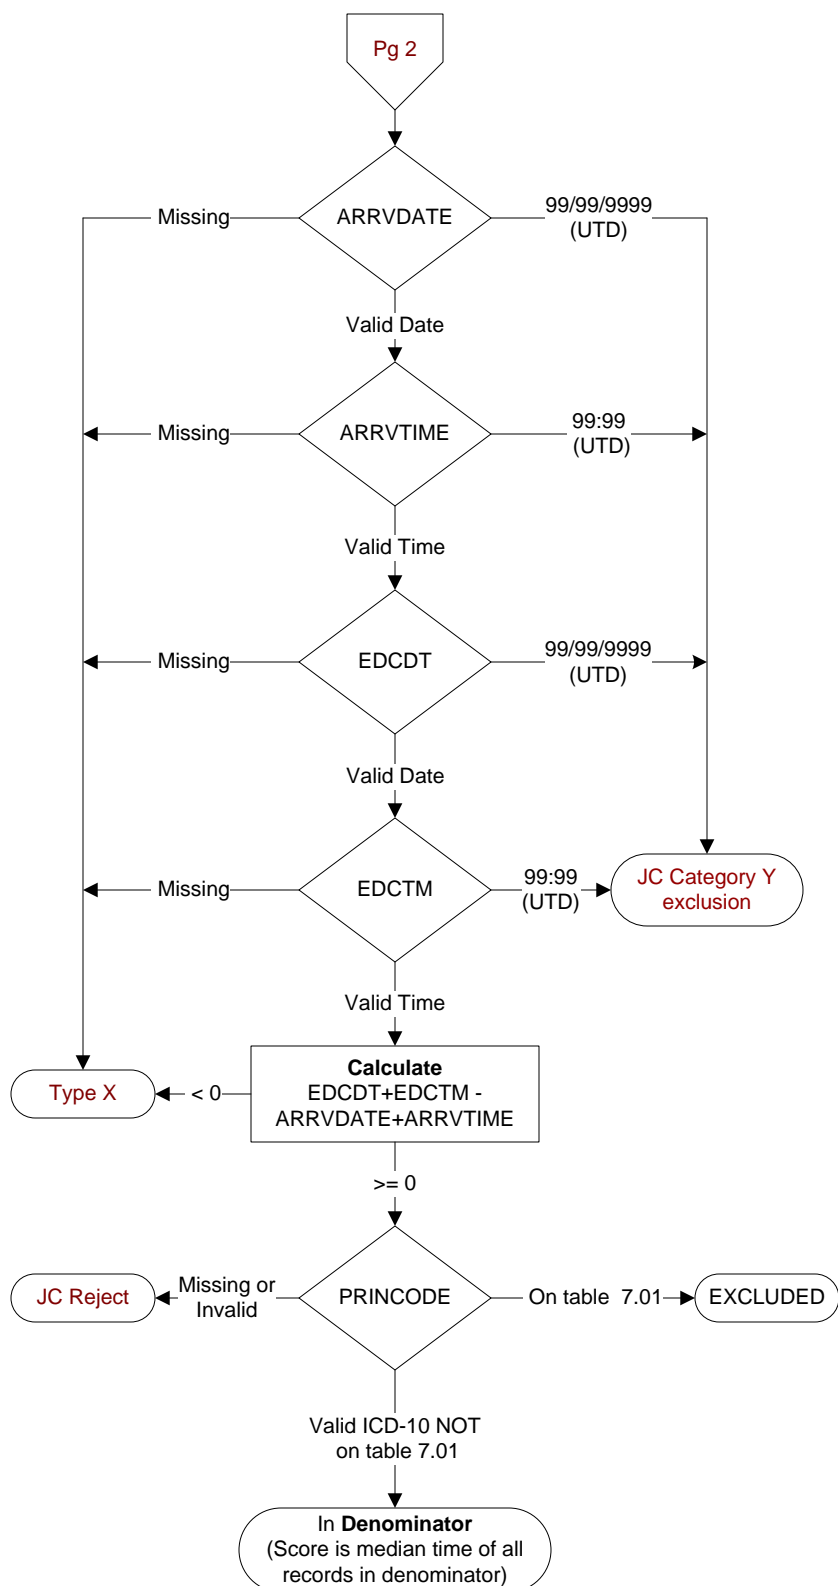 Pg 2
ARRVDATE
Missing
99/99/9999
(UTD)
Valid Date
ARRVTIME
Missing
99:99
(UTD)
Valid Time
EDCDT
Missing
99/99/9999
(UTD)
Valid Date
EDCTM
Missing
99:99
(UTD)
JC Category Y
exclusion
Valid Time
Calculate
EDCDT+EDCTM -
ARRVDATE+ARRVTIME
< 0
Type X
>= 0
PRINCODE
Missing or
Invalid
JC Reject
On table 7.01
EXCLUDED
Valid ICD-10 NOT
on table 7.01
In Denominator
(Score is median time of all
records in denominator)